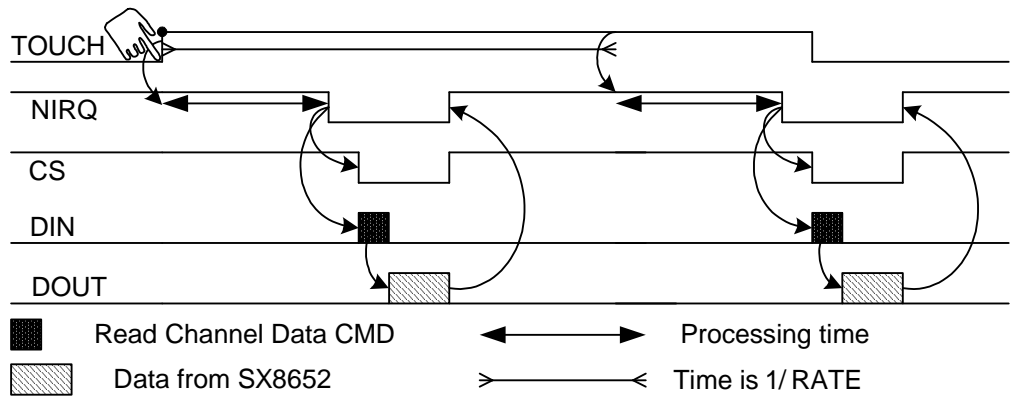 TOUCH
NIRQ
CS
DIN
DOUT
Read Channel Data CMD
Processing time
Data from SX8652
Time is 1/ RATE